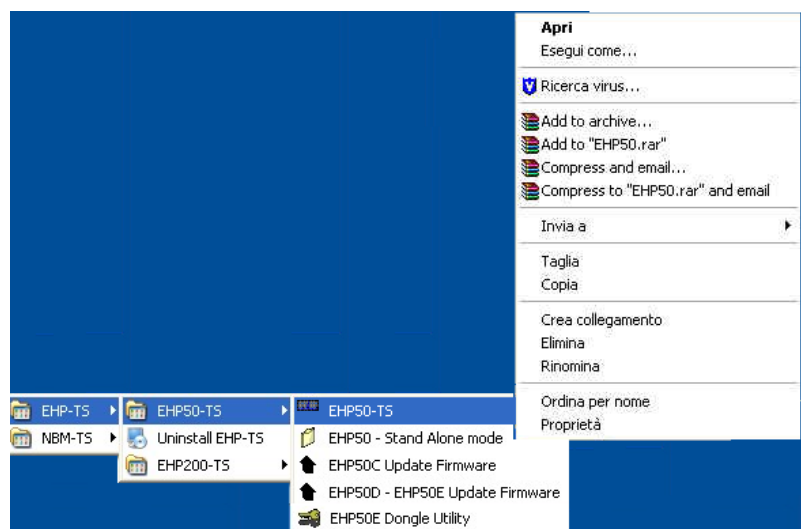 Apri
Esegui come...
Ricerca virus...
Add to archive...
Add to "EHP50.rar"
Compress and email...
Compress to "EHP50.rar" and email
Invia a
Taglia
Copia
Crea collegamento
Elimina
Rinomina
Ordina per nome
Proprietà
EHP-TS
NBM-TS
EHP50-TS
Uninstall EHP-TS
EHP200-TS
EHP50-TS
EHP50 - Stand Alone mode
EHP50C Update Firmware
EHP50D - EHP50E Update Firmware
EHP50E Dongle Utility